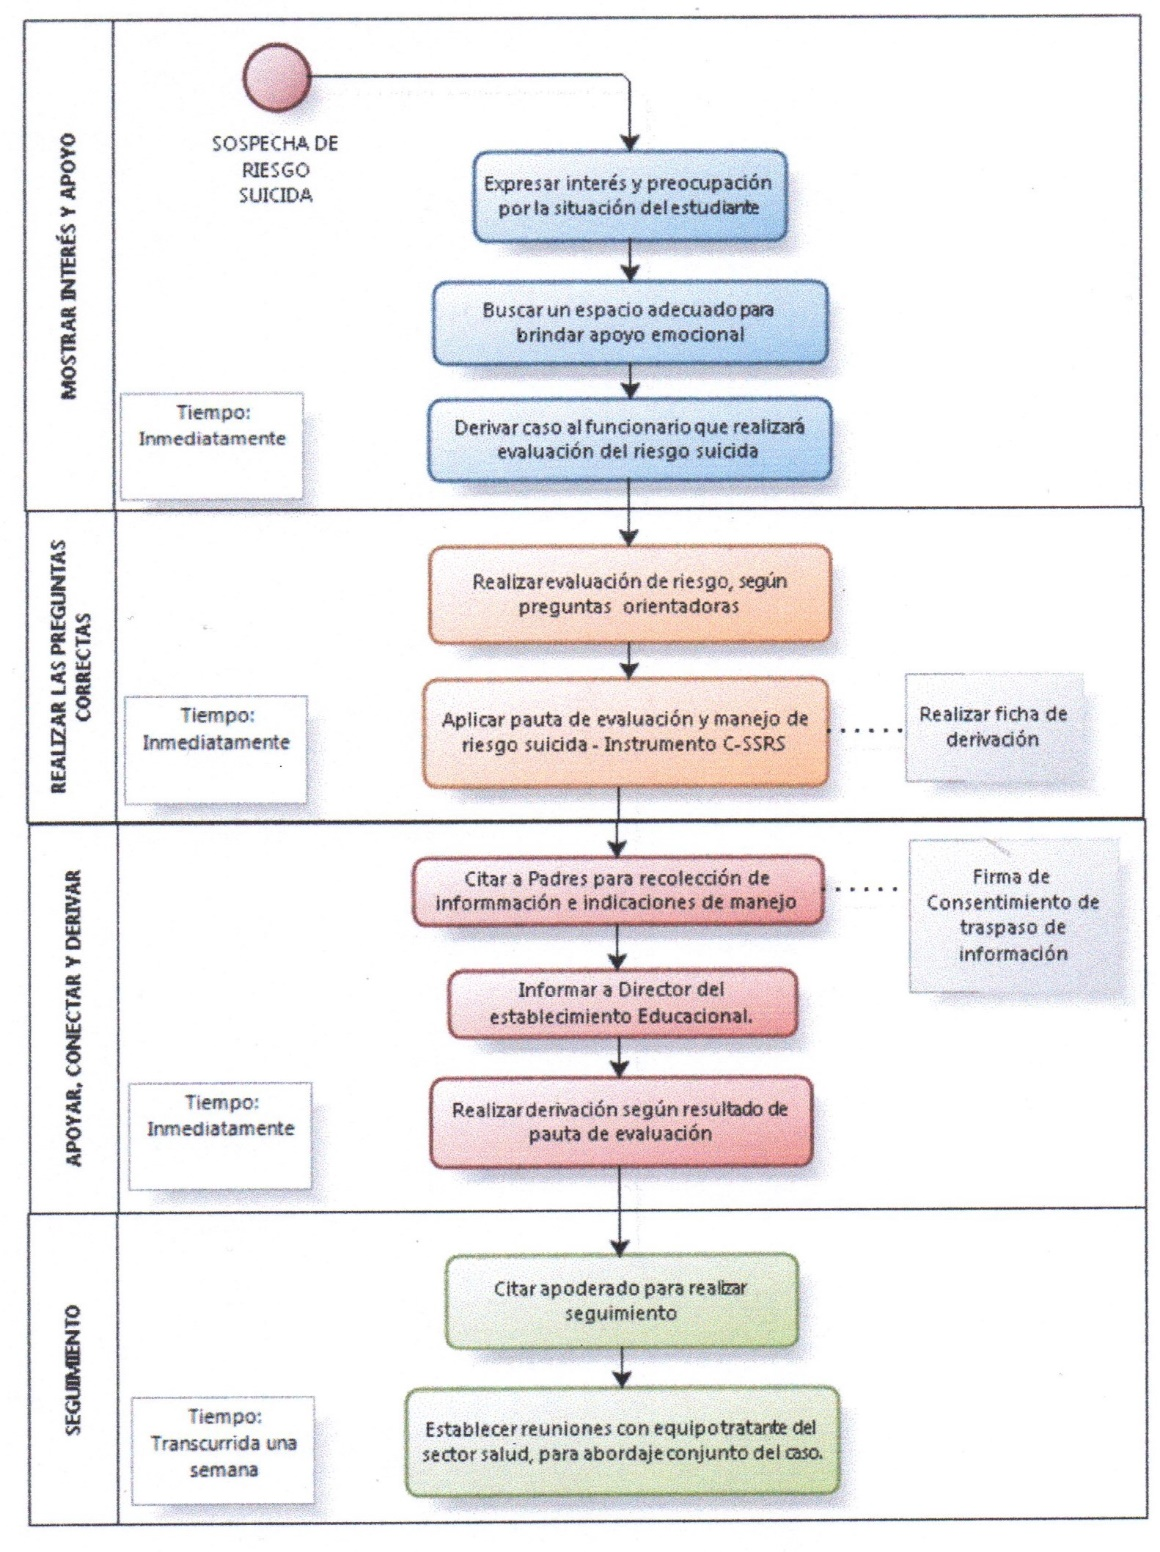 MOSTRAR INTERÉS Y APOYO
SOSPECHA DE
RIESGO
SUICIDA
Expresar interés y preocupación
por la situación del estudiante
Buscar un espacio adecuado para
brindar apoyo emocional
Tiempo:
Inmediatamente
Derivar caso al funcionario que realizará
evaluación del riesgo suicida
REALIZAR LAS PREGUNTAS
CORRECTAS
Realizar evaluación de riesgo, según
preguntas orientadoras
Tiempo:
Inmediatamente
Aplicar pauta de evaluación y manejo de
riesgo suicida - Instrumento C-SSRS
Realizar ficha de
derivación
APOYAR, CONECTAR Y DERIVAR
Citar a Padres para recolección de
informmación e indicaciones de manejo
Firma de
Consentimiento de
traspaso de
información
Informar a Director del
establecimiento Educacional.
Tiempo:
Inmediatamente
Realizar derivación según resultado de
pauta de evaluación
SEGUIMIENTO
Citar apoderado para realizar
seguimiento
Tiempo:
Transcurrida una
semana
Establecer reuniones con equipo tratante del
sector salud, para abordaje conjunto del caso.